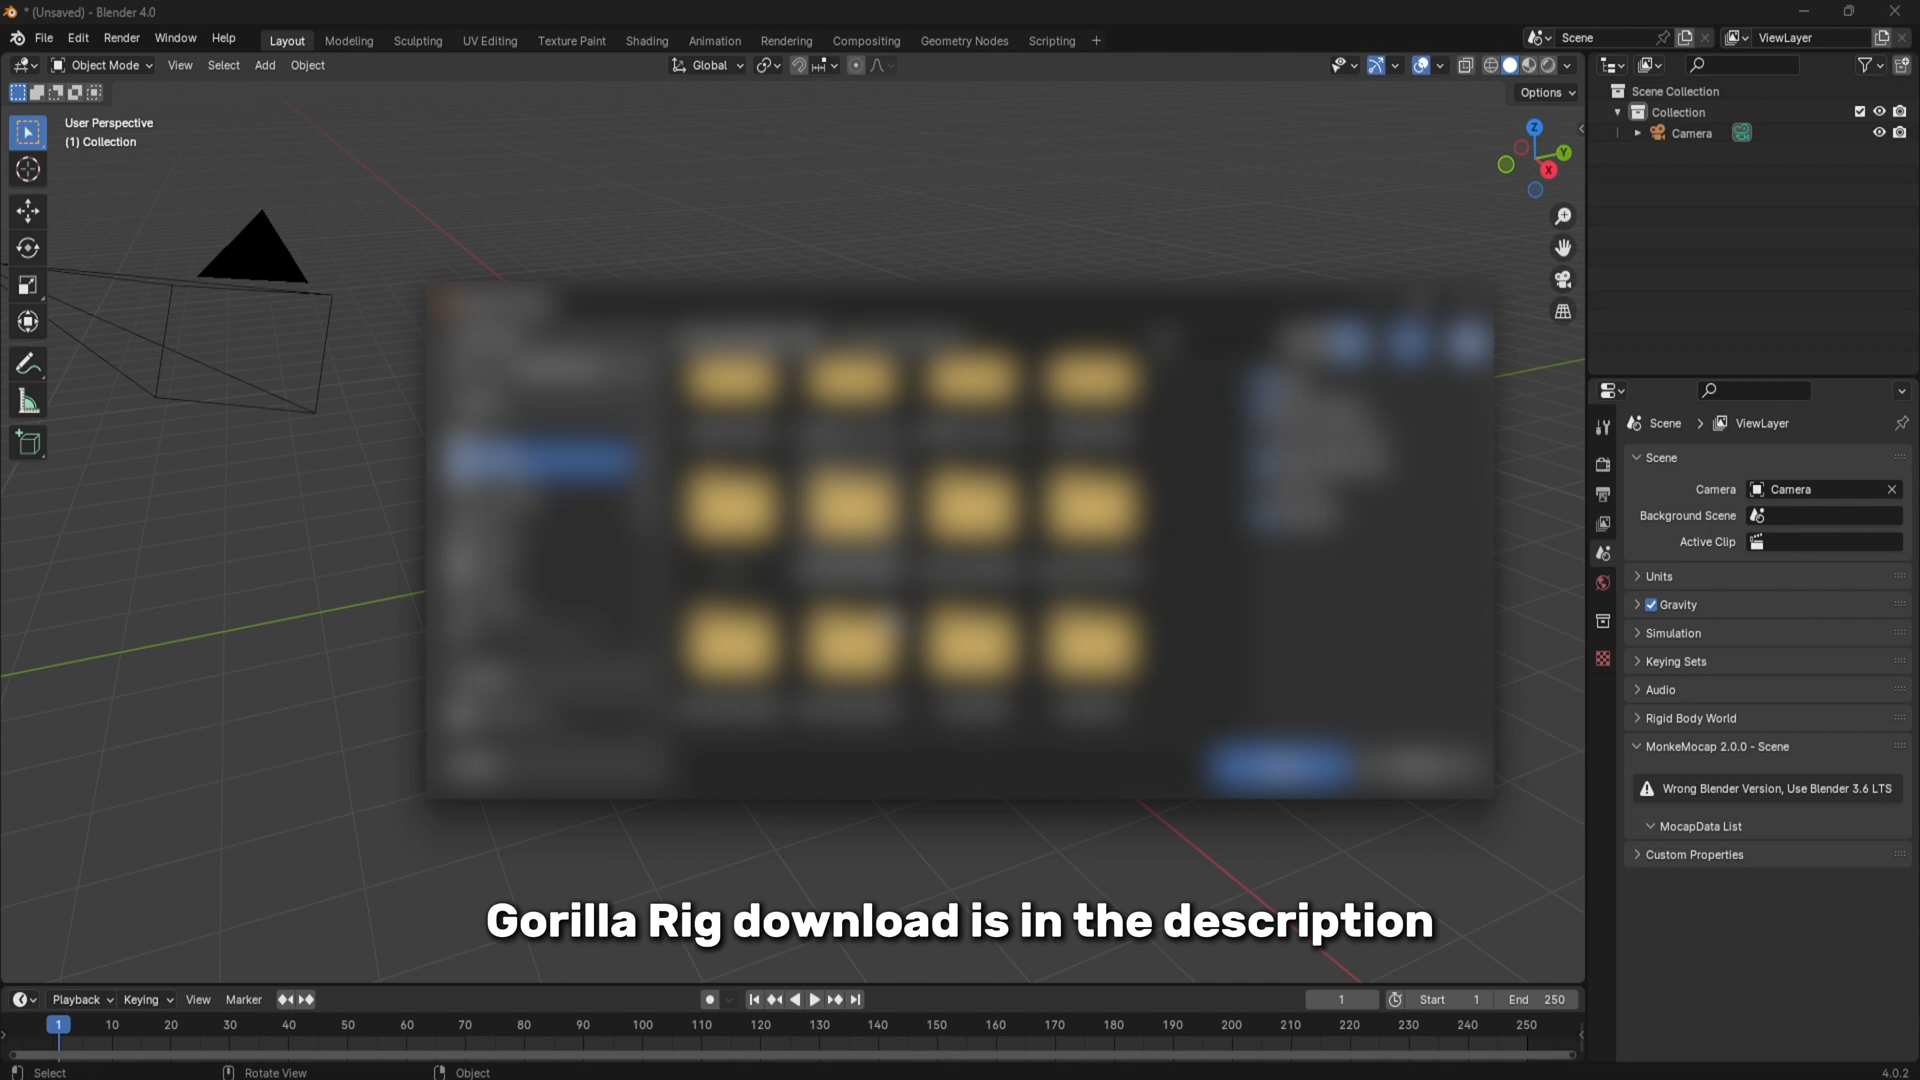 * (Unsaved) - Blender 4.0
File Edit Render Window Help
Layout Modeling Sculpting UV Editing Texture Paint Shading Animation Rendering Compositing Geometry Nodes Scripting +
Scene
ViewLayer
Object Mode View Select Add Object
Global
Options
User Perspective
(1) Collection
Z
Y
X
Scene Collection
Collection
Camera
Scene > ViewLayer
Scene
Camera Camera
Background Scene
Active Clip
Units
Gravity
Simulation
Keying Sets
Audio
Rigid Body World
MonkeMocap 2.0.0 - Scene
Wrong Blender Version, Use Blender 3.6 LTS
MocapData List
Custom Properties
Gorilla Rig download is in the description
Playback Keying View Marker
1 Start 1 End 250
1 10 20 30 40 50 60 70 80 90 100 110 120 130 140 150 160 170 180 190 200 210 220 230 240 250
Select Rotate View Object
4.0.2